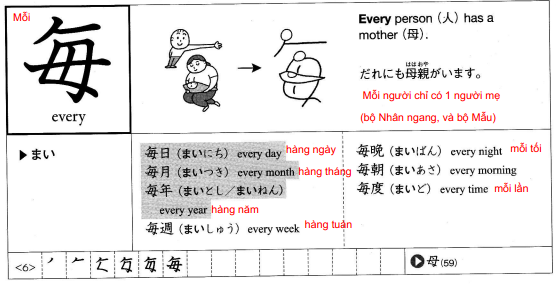 Mỗi
毎
every
Every person（人）has a
mother（母）.
ははおや
だれにも母親がいます。
Mỗi người chỉ có 1 người mẹ
(bộ Nhân ngang. và bộ Mẫu)
▶まい
毎日（まいにち）every day hàng ngày
毎月（まいつき）every month hàng tháng
毎年（まいとし／まいねん）
every year hàng năm
毎週（まいしゅう）every week hàng tuần
毎晩（まいばん）every night mỗi tối
毎朝（まいあさ）every morning
毎度（まいど）every time mỗi lần
<6>
毎
母(59)